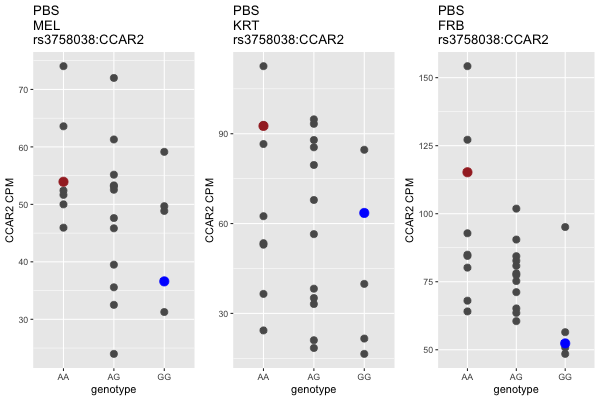 PBS
MEL
rs3758038:CCAR2
CCAR2 CPM
70
60
50
40
30
AA AG GG
genotype
PBS
KRT
rs3758038:CCAR2
CCAR2 CPM
90
60
30
AA AG GG
genotype
PBS
FRB
rs3758038:CCAR2
CCAR2 CPM
150
125
100
75
50
AA AG GG
genotype